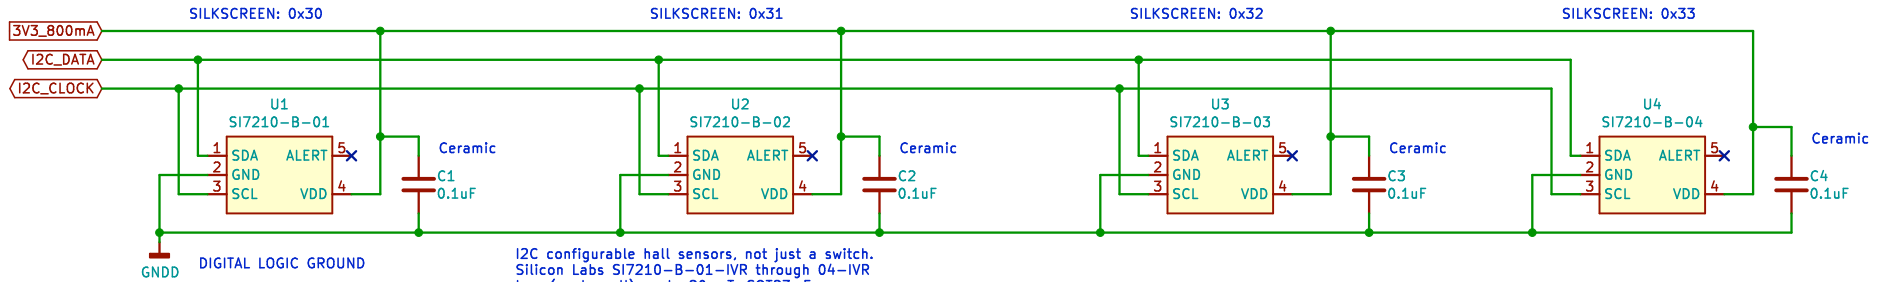 SILKSCREEN: 0x30
SILKSCREEN: 0x31
SILKSCREEN: 0x32
SILKSCREEN: 0x33
3V3_800mA
I2C_DATA
I2C_CLOCK
U1
SI7210-B-01
1 SDA ALERT 5
2 GND
3 SCL VDD 4
Ceramic
C1
0.1uF
U2
SI7210-B-02
1 SDA ALERT 5
2 GND
3 SCL VDD 4
Ceramic
C2
0.1uF
U3
SI7210-B-03
1 SDA ALERT 5
2 GND
3 SCL VDD 4
Ceramic
C3
0.1uF
U4
SI7210-B-04
1 SDA ALERT 5
2 GND
3 SCL VDD 4
Ceramic
C4
0.1uF
GNDD
DIGITAL LOGIC GROUND
I2C configurable hall sensors, not just a switch.
Silicon Labs SI7210-B-01-IVR through 04-IVR